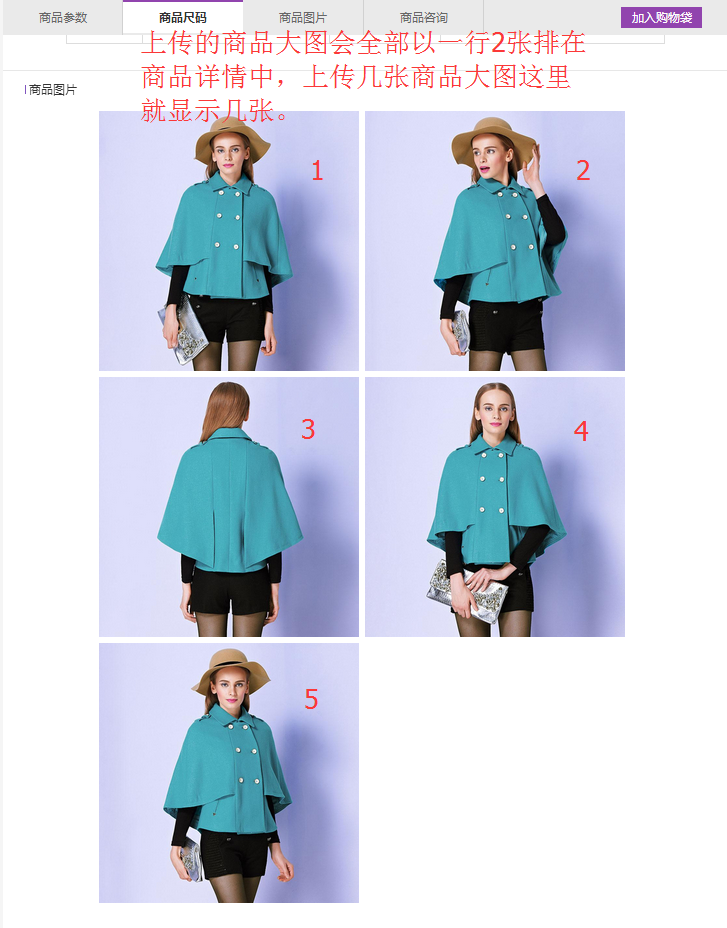 商品参数
商品尺码
商品图片
商品咨询
加入购物袋
上传的商品大图会全部以一行2张排在
商品详情中，上传几张商品大图这里
就显示几张。
商品图片
1
2
3
4
5